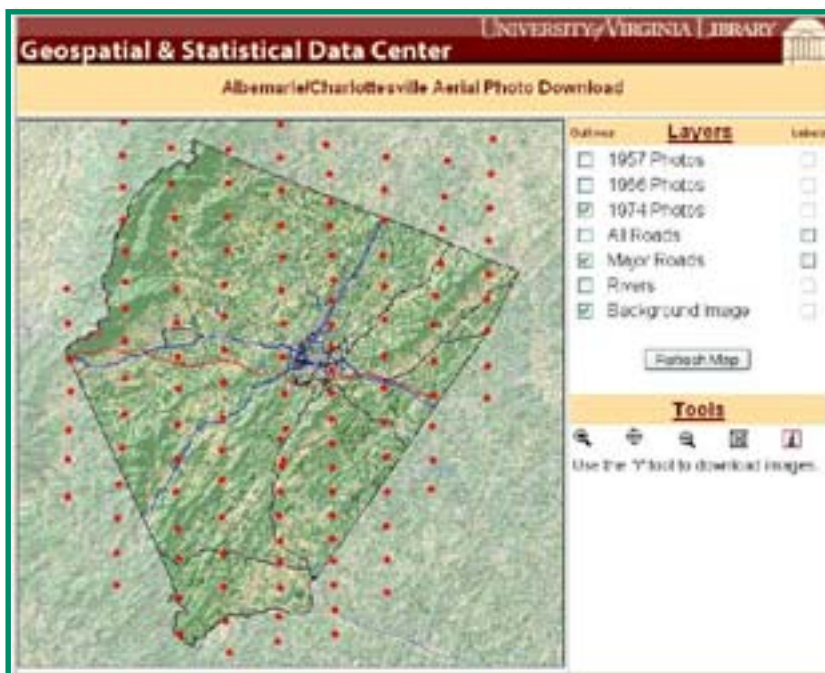 UNIVERSITY of VIRGINIA LIBRARY
Geospatial & Statistical Data Center
Albemarle/Charlottesville Aerial Photo Download
Outlines Layers Labels
1957 Photos
1966 Photos
1974 Photos
All Roads
Major Roads
Rivers
Background Image
Refresh Map
Tools
Use the 'i' tool to download images.